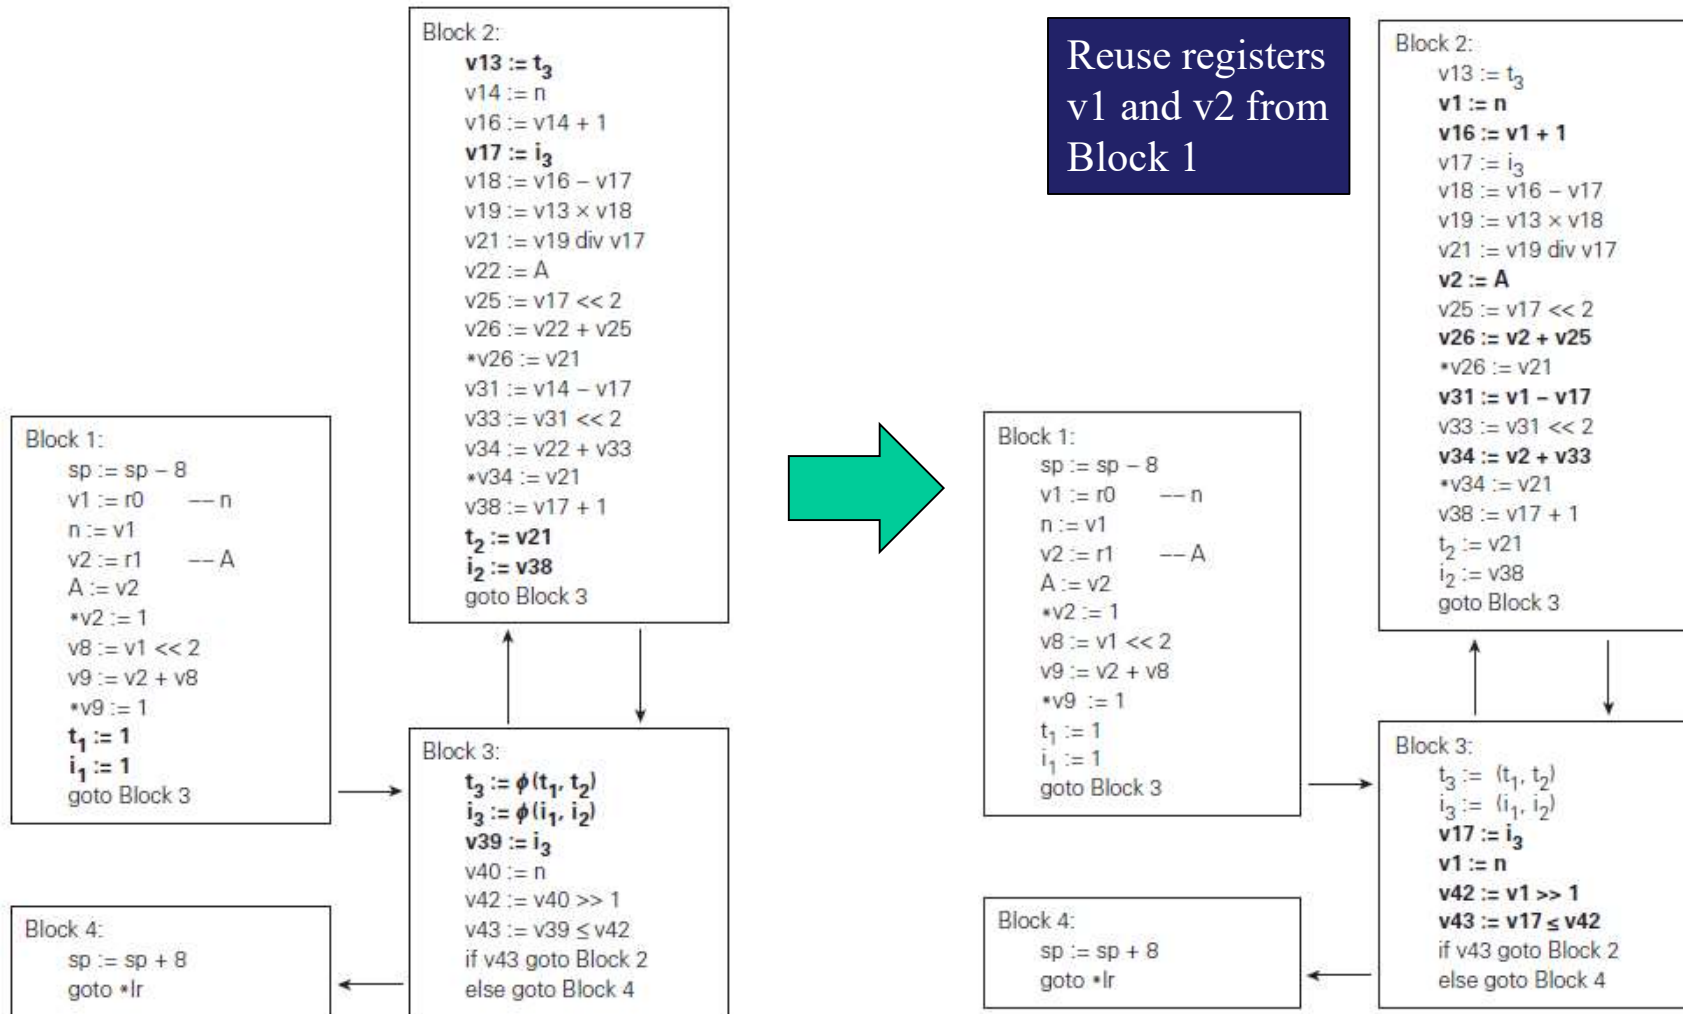 Block 2:
v13 := t₃
v14 := n
v16 := v14 + 1
v17 := i₃
v18 := v16 – v17
v19 := v13 × v18
v21 := v19 div v17
v22 := A
v25 := v17 << 2
v26 := v22 + v25
*v26 := v21
v31 := v14 – v17
v33 := v31 << 2
v34 := v22 + v33
*v34 := v21
v38 := v17 + 1
t₂ := v21
i₂ := v38
goto Block 3
Block 1:
sp := sp – 8
v1 := r0 –– n
n := v1
v2 := r1 –– A
A := v2
*v2 := 1
v8 := v1 << 2
v9 := v2 + v8
*v9 := 1
t₁ := 1
i₁ := 1
goto Block 3
Block 3:
t₃ := ϕ(t₁, t₂)
i₃ := ϕ(i₁, i₂)
v39 := i₃
v40 := n
v42 := v40 >> 1
v43 := v39 ≤ v42
if v43 goto Block 2
else goto Block 4
Block 4:
sp := sp + 8
goto *lr
Reuse registers
v1 and v2 from
Block 1
Block 2:
v13 := t₃
v1 := n
v16 := v1 + 1
v17 := i₃
v18 := v16 – v17
v19 := v13 × v18
v21 := v19 div v17
v2 := A
v25 := v17 << 2
v26 := v2 + v25
*v26 := v21
v31 := v1 – v17
v33 := v31 << 2
v34 := v2 + v33
*v34 := v21
v38 := v17 + 1
t₂ := v21
i₂ := v38
goto Block 3
Block 1:
sp := sp – 8
v1 := r0 –– n
n := v1
v2 := r1 –– A
A := v2
*v2 := 1
v8 := v1 << 2
v9 := v2 + v8
*v9 := 1
t₁ := 1
i₁ := 1
goto Block 3
Block 3:
t₃ := (t₁, t₂)
i₃ := (i₁, i₂)
v17 := i₃
v1 := n
v42 := v1 >> 1
v43 := v17 ≤ v42
if v43 goto Block 2
else goto Block 4
Block 4:
sp := sp + 8
goto *lr